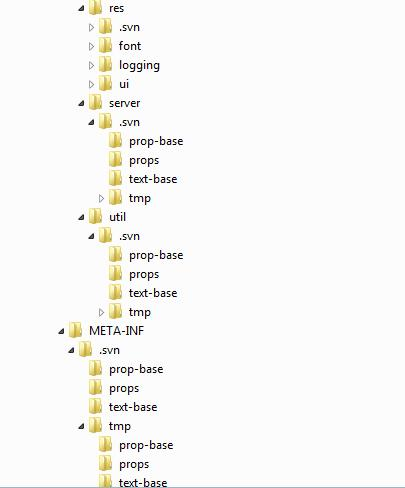 res
.svn
font
logging
ui
server
.svn
prop-base
props
text-base
tmp
util
.svn
prop-base
props
text-base
tmp
META-INF
.svn
prop-base
props
text-base
tmp
prop-base
props
text-base